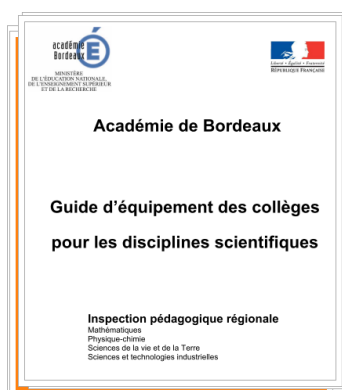 académie
Bordeaux
MINISTÈRE
DE L'ÉDUCATION NATIONALE,
DE L'ENSEIGNEMENT SUPÉRIEUR
ET DE LA RECHERCHE
Liberté • Égalité • Fraternité
RÉPUBLIQUE FRANÇAISE
Académie de Bordeaux
Guide d'équipement des collèges
pour les disciplines scientifiques
Inspection pédagogique régionale
Mathématiques
Physique-chimie
Sciences de la vie et de la Terre
Sciences et technologies industrielles